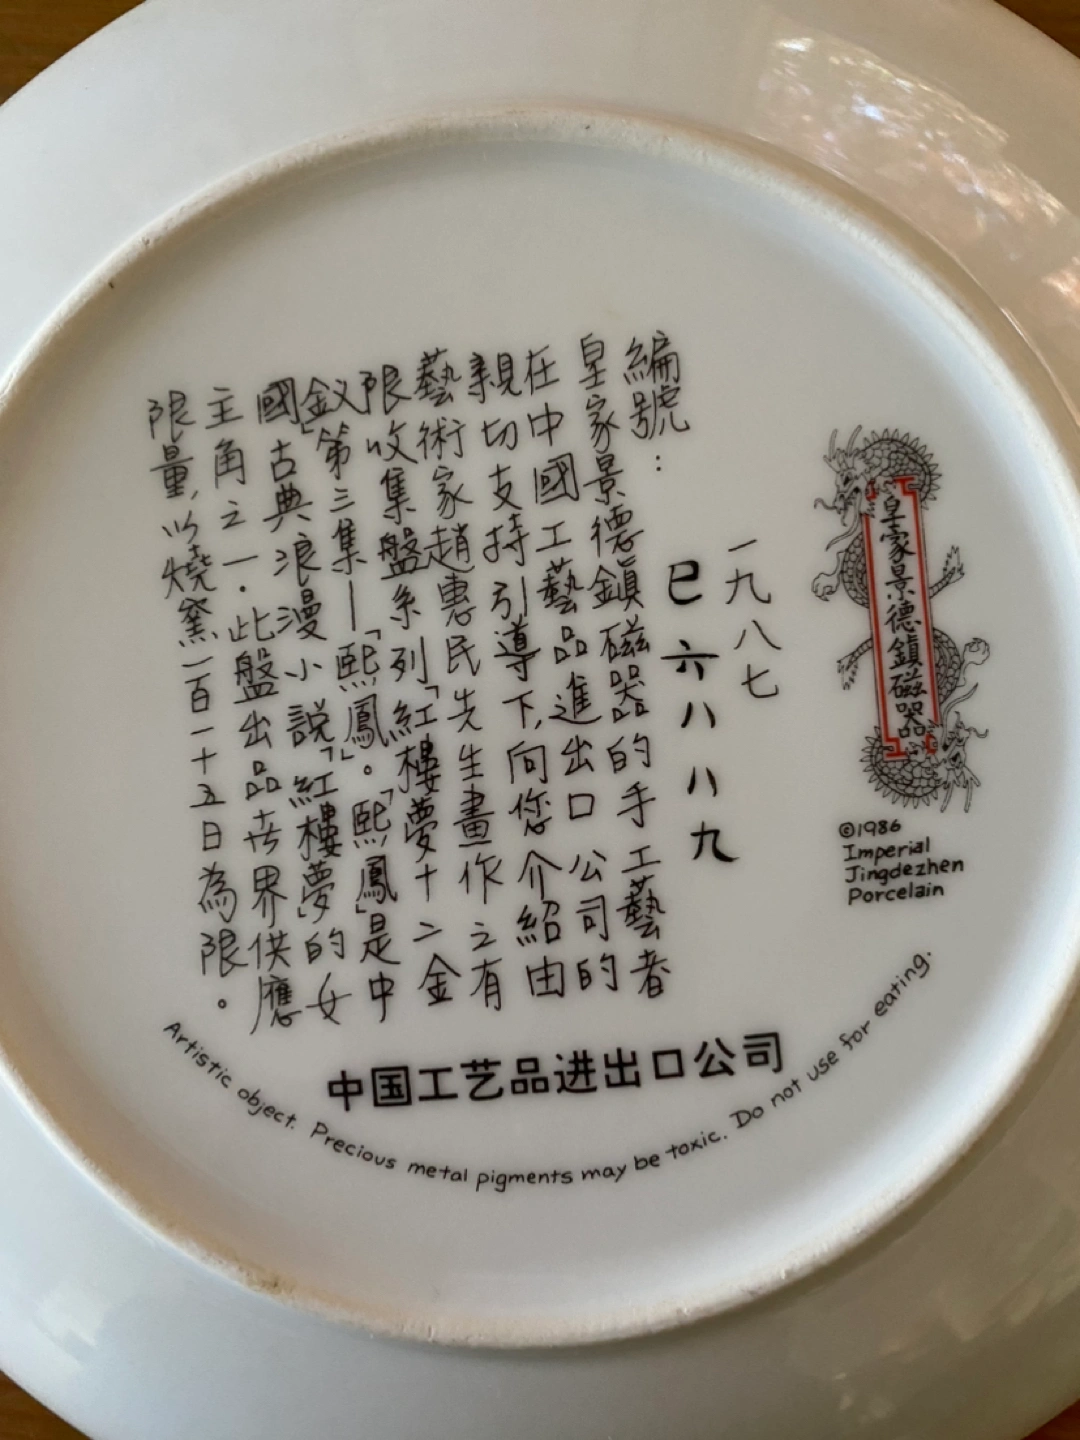 皇家景德鎮磁器
©1986
Imperial
Jingdezhen
Porcelain
一九八七
編號：巳六八八九
皇家景德鎮磁器的手工藝者
在中國工藝品進出口公司的
親切支持引導下，向您介紹由
藝術家趙惠民先生畫作之有
限收集盤系列「紅樓夢十二金
釵」第三集—「熙鳳」。「熙鳳」是中
國古典浪漫小説「紅樓夢」的女
主角之一．此盤出品世界供應
限量，以燒窯一百一十五日為限。
中国工艺品进出口公司
Artistic object. Precious metal pigments may be toxic. Do not use for eating.